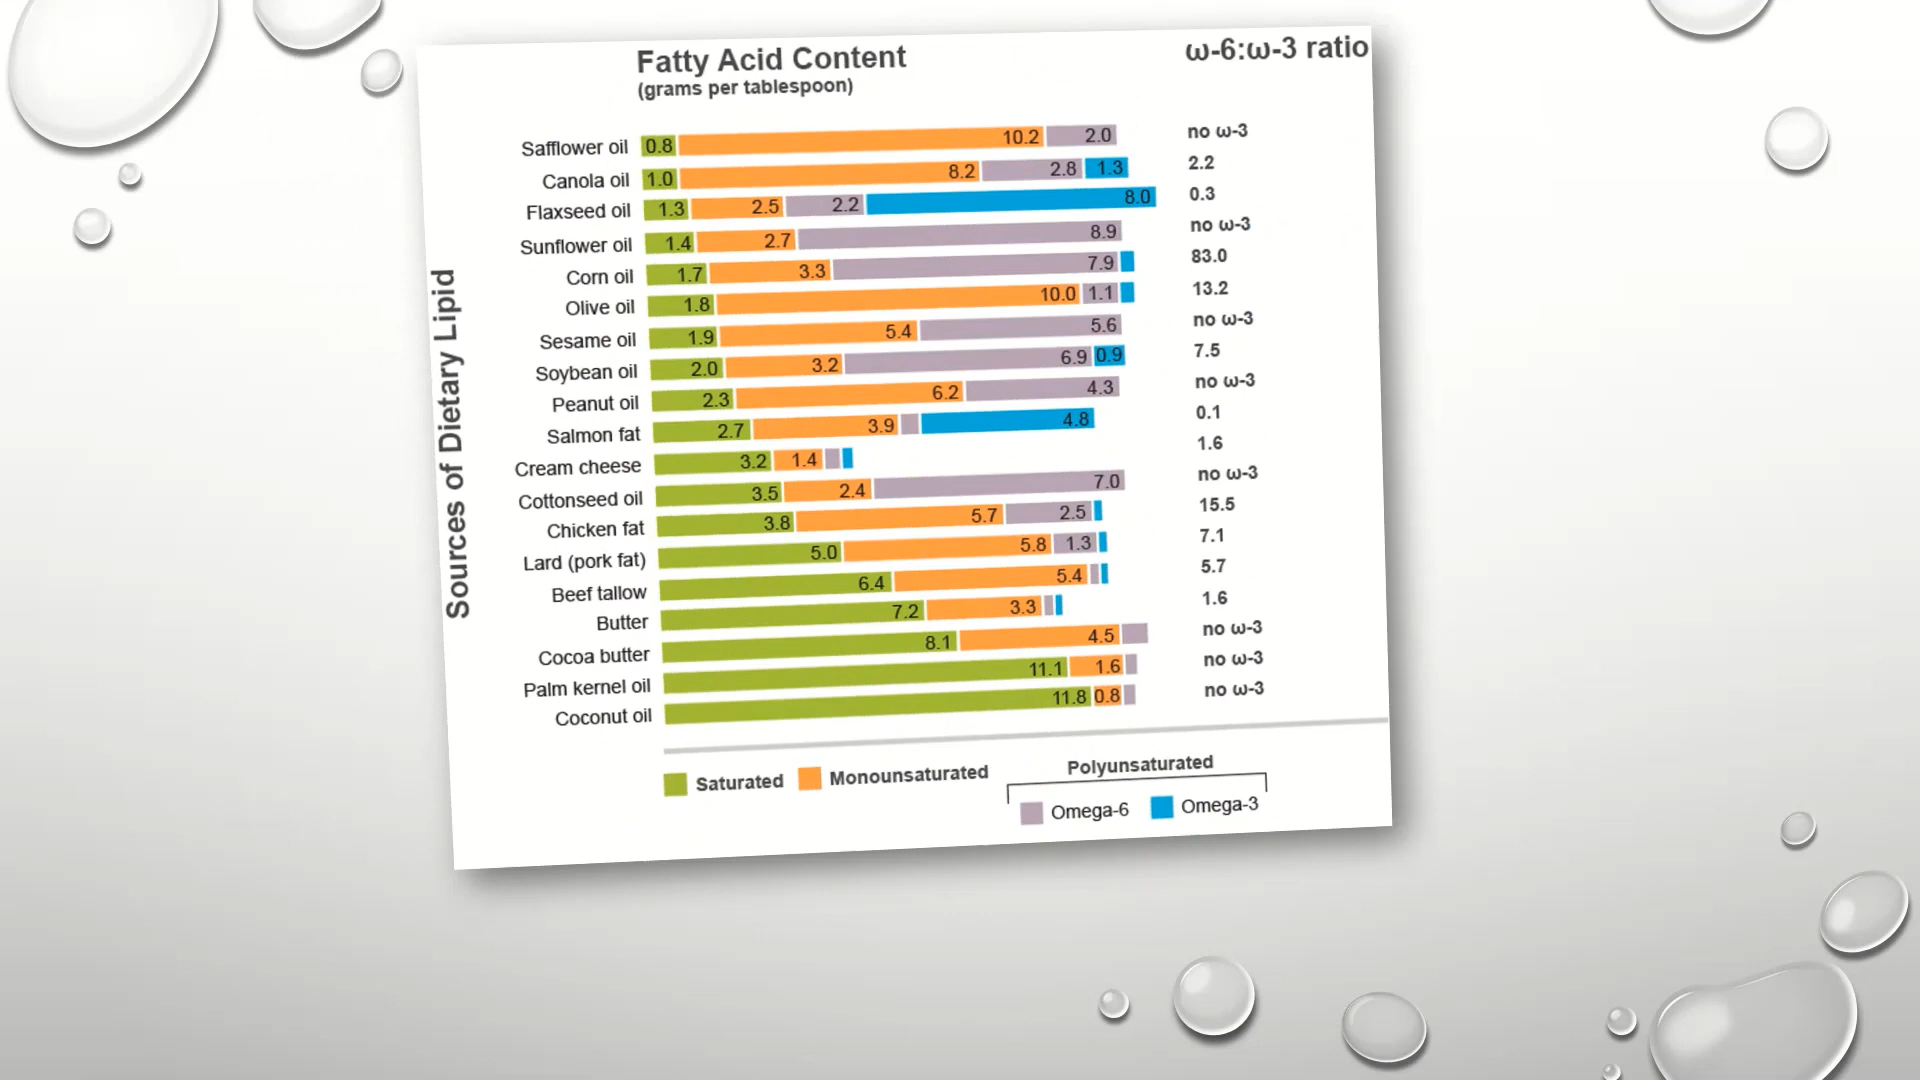 Fatty Acid Content
(grams per tablespoon)
ω-6:ω-3 ratio
Sources of Dietary Lipid
Safflower oil 0.8 10.2 2.0 no ω-3
Canola oil 1.0 8.2 2.8 1.3 2.2
Flaxseed oil 1.3 2.5 2.2 8.0 0.3
Sunflower oil 1.4 2.7 8.9 no ω-3
Corn oil 1.7 3.3 7.9 83.0
Olive oil 1.8 10.0 1.1 13.2
Sesame oil 1.9 5.4 5.6 no ω-3
Soybean oil 2.0 3.2 6.9 0.9 7.5
Peanut oil 2.3 6.2 4.3 no ω-3
Salmon fat 2.7 3.9 4.8 0.1
Cream cheese 3.2 1.4 1.6
Cottonseed oil 3.5 2.4 7.0 no ω-3
Chicken fat 3.8 5.7 2.5 15.5
Lard (pork fat) 5.0 5.8 1.3 7.1
Beef tallow 6.4 5.4 5.7
Butter 7.2 3.3 1.6
Cocoa butter 8.1 4.5 no ω-3
Palm kernel oil 11.1 1.6 no ω-3
Coconut oil 11.8 0.8 no ω-3
Saturated Monounsaturated Polyunsaturated
Omega-6 Omega-3